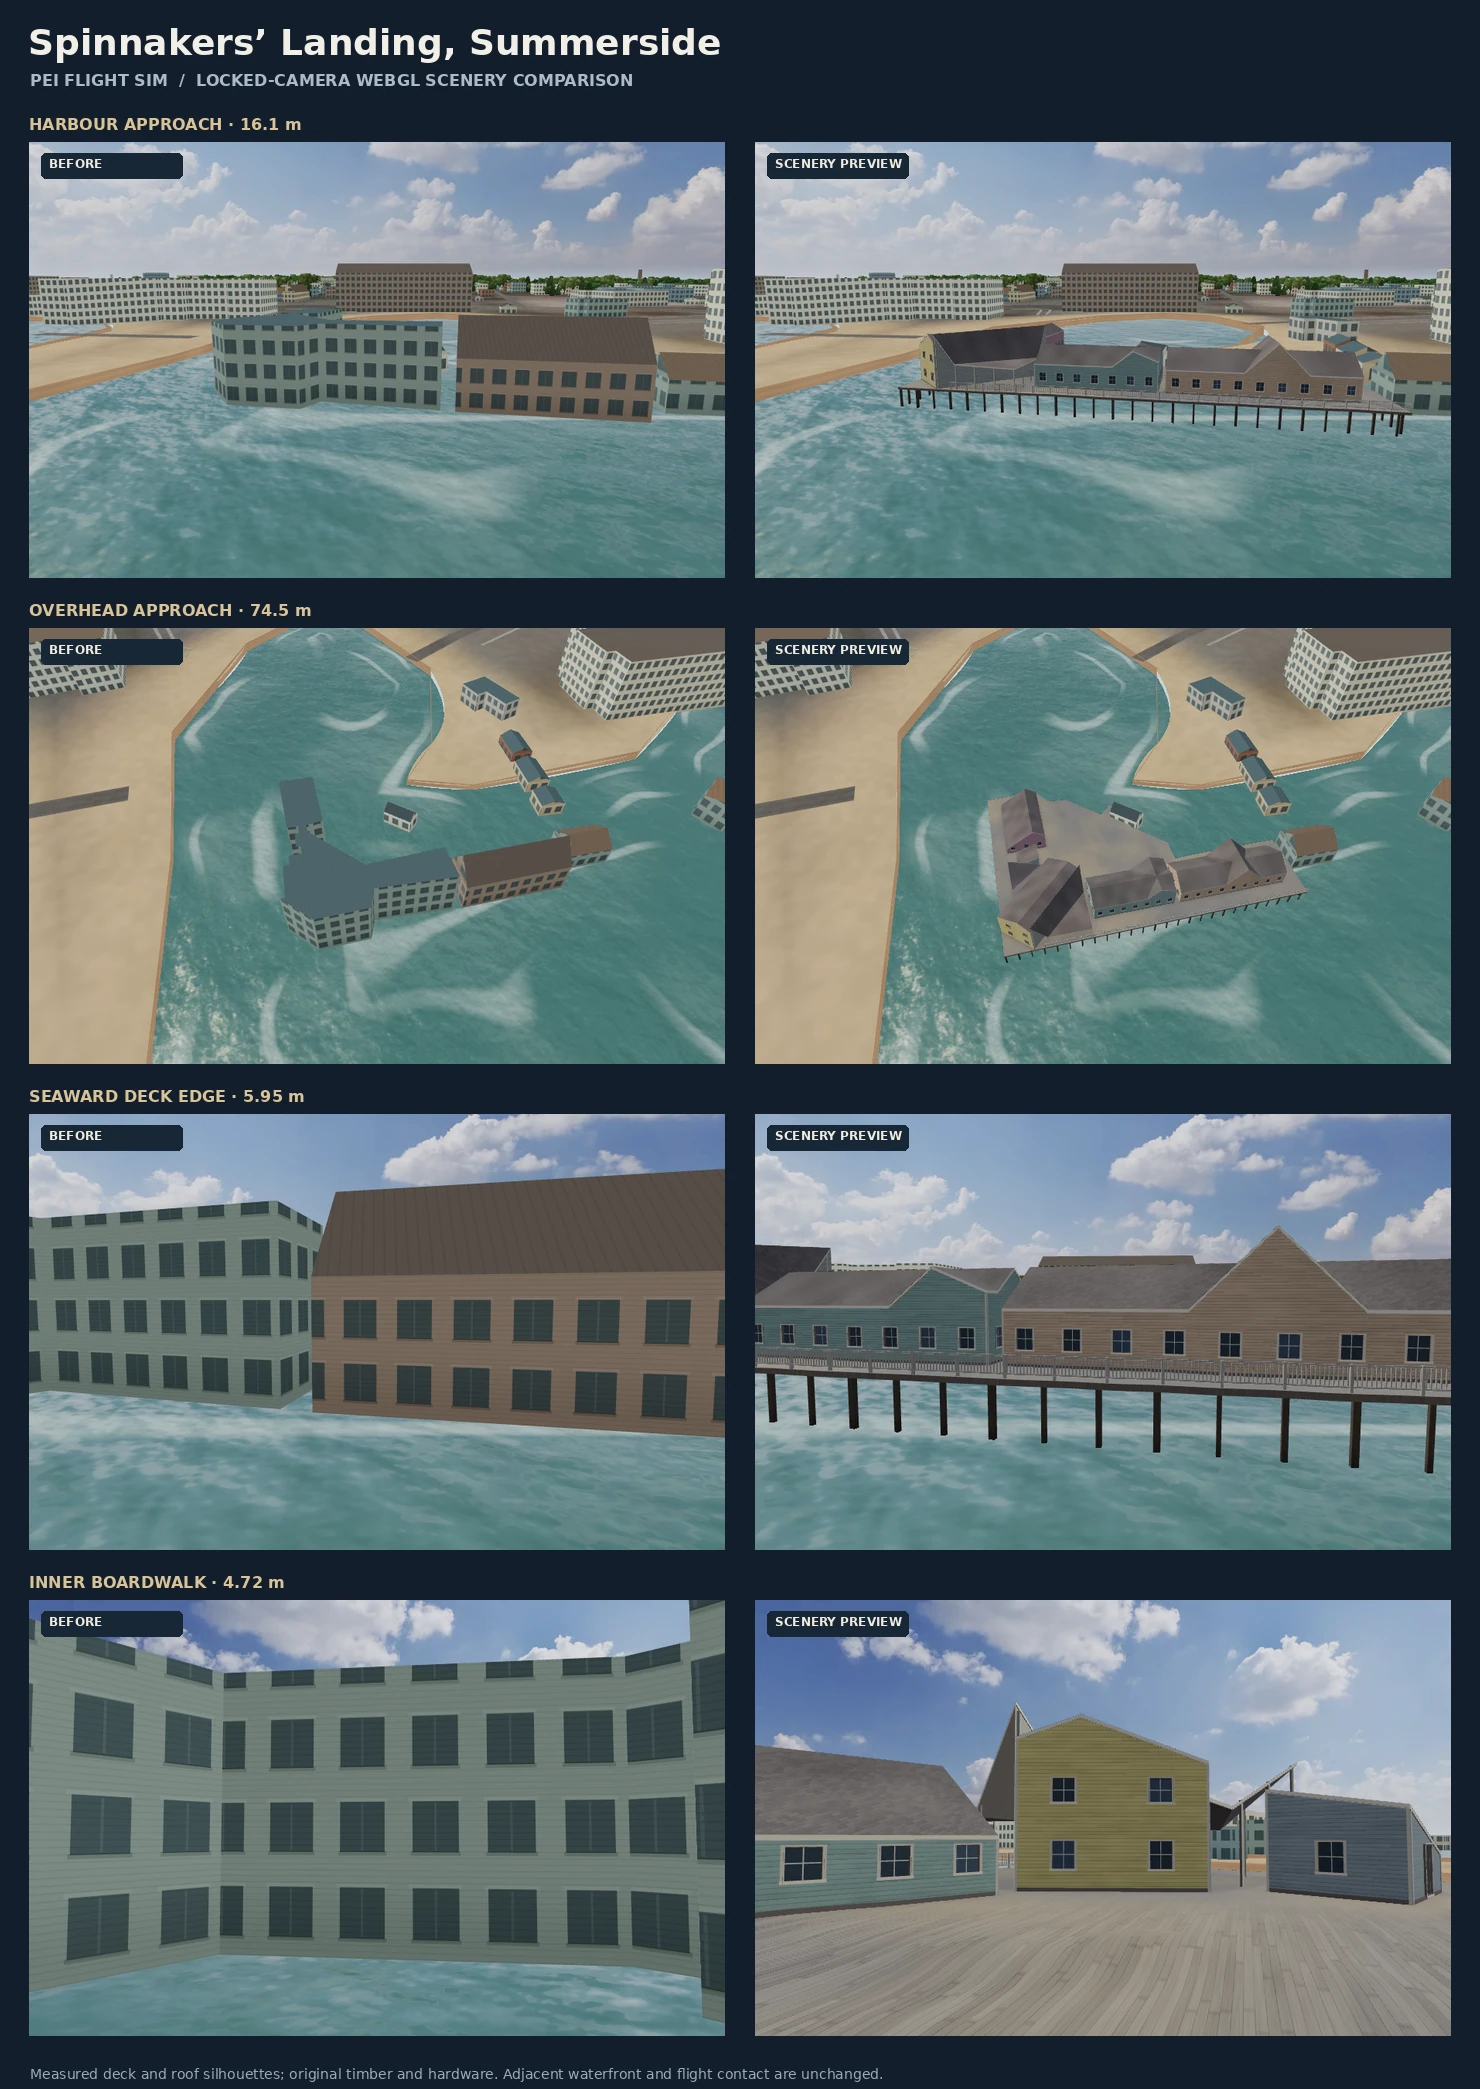 Spinnakers’ Landing, Summerside
PEI FLIGHT SIM / LOCKED-CAMERA WEBGL SCENERY COMPARISON
HARBOUR APPROACH · 16.1 m
BEFORE
SCENERY PREVIEW
OVERHEAD APPROACH · 74.5 m
BEFORE
SCENERY PREVIEW
SEAWARD DECK EDGE · 5.95 m
BEFORE
SCENERY PREVIEW
INNER BOARDWALK · 4.72 m
BEFORE
SCENERY PREVIEW
Measured deck and roof silhouettes; original timber and hardware. Adjacent waterfront and flight contact are unchanged.